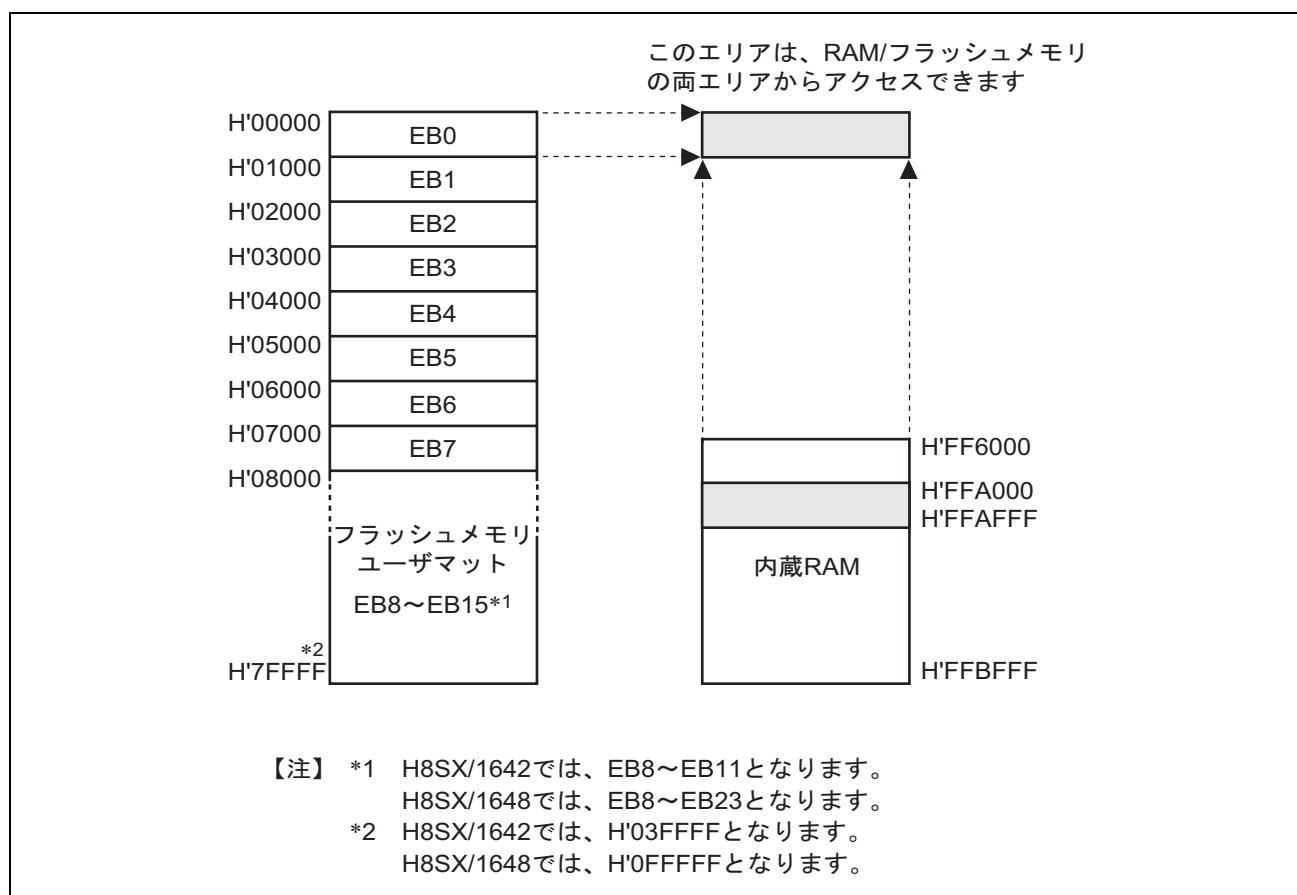 このエリアは、RAM/フラッシュメモリ
の両エリアからアクセスできます
H'00000
EB0
H'01000
EB1
H'02000
EB2
H'03000
EB3
H'04000
EB4
H'05000
EB5
H'06000
EB6
H'07000
EB7
H'08000
フラッシュメモリ
ユーザマット
EB8～EB15*1
*2
H'7FFFF
H'FF6000
H'FFA000
H'FFAFFF
内蔵RAM
H'FFBFFF
【注】 *1 H8SX/1642では、EB8～EB11となります。
H8SX/1648では、EB8～EB23となります。
*2 H8SX/1642では、H'03FFFFとなります。
H8SX/1648では、H'0FFFFFとなります。